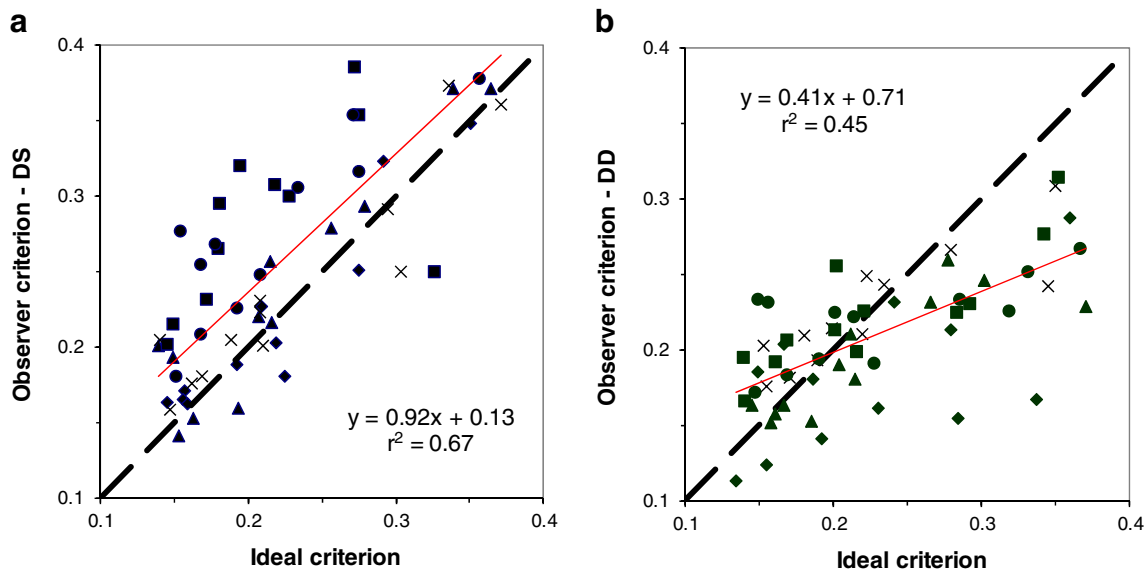 a
0.4
0.3
0.2
0.1
0.1
0.2
0.3
0.4
Observer criterion - DS
Ideal criterion
y = 0.92x + 0.13
r² = 0.67
b
0.4
0.3
0.2
0.1
0.1
0.2
0.3
0.4
Observer criterion - DD
Ideal criterion
y = 0.41x + 0.71
r² = 0.45